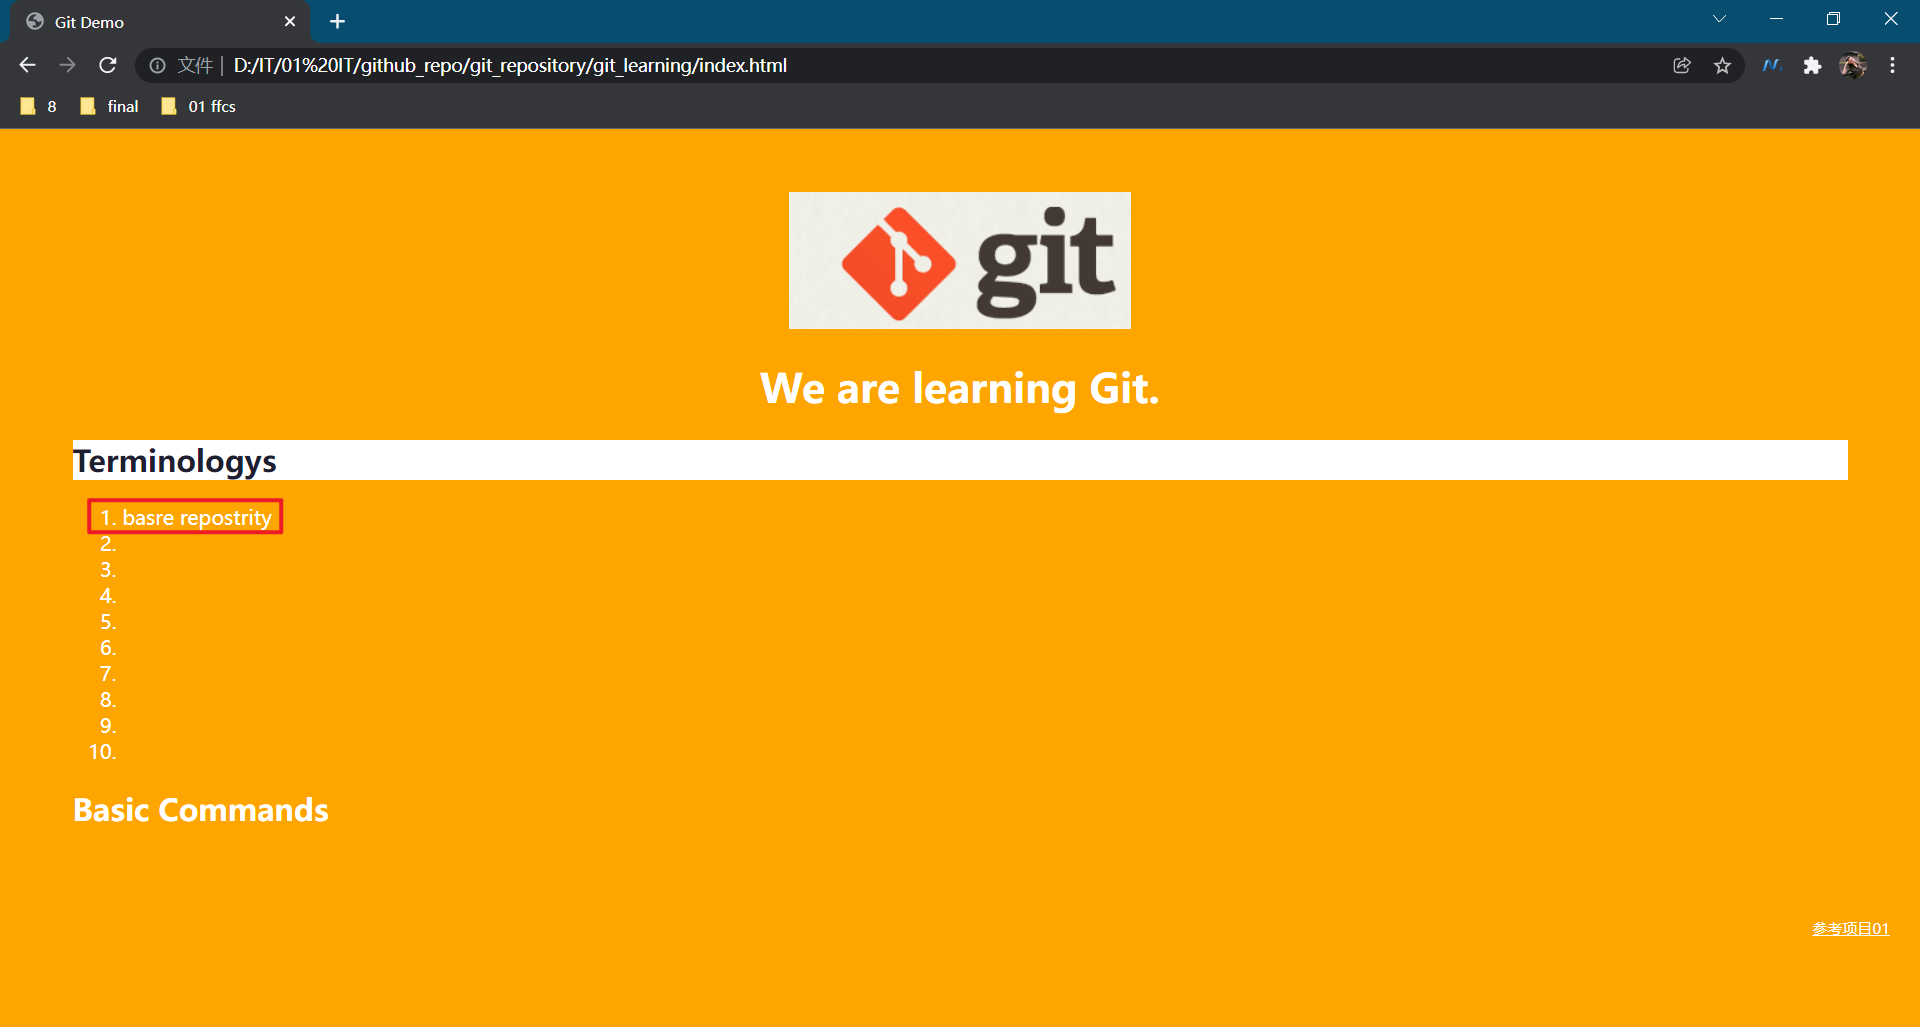 Git Demo
文件 | D:/IT/01%20IT/github_repo/git_repository/git_learning/index.html
8 final 01 ffcs
git
We are learning Git.
Terminologys
1. basre repostrity
2.
3.
4.
5.
6.
7.
8.
9.
10.
Basic Commands
参考项目01